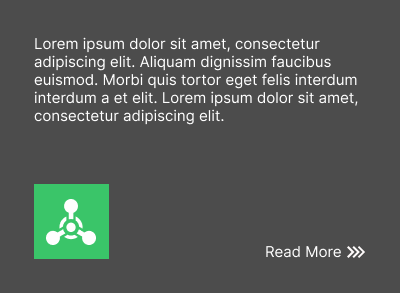 Lorem ipsum dolor sit amet, consectetur
adipiscing elit. Aliquam dignissim faucibus
euismod. Morbi quis tortor eget felis interdum
interdum a et elit. Lorem ipsum dolor sit amet,
consectetur adipiscing elit.
Read More